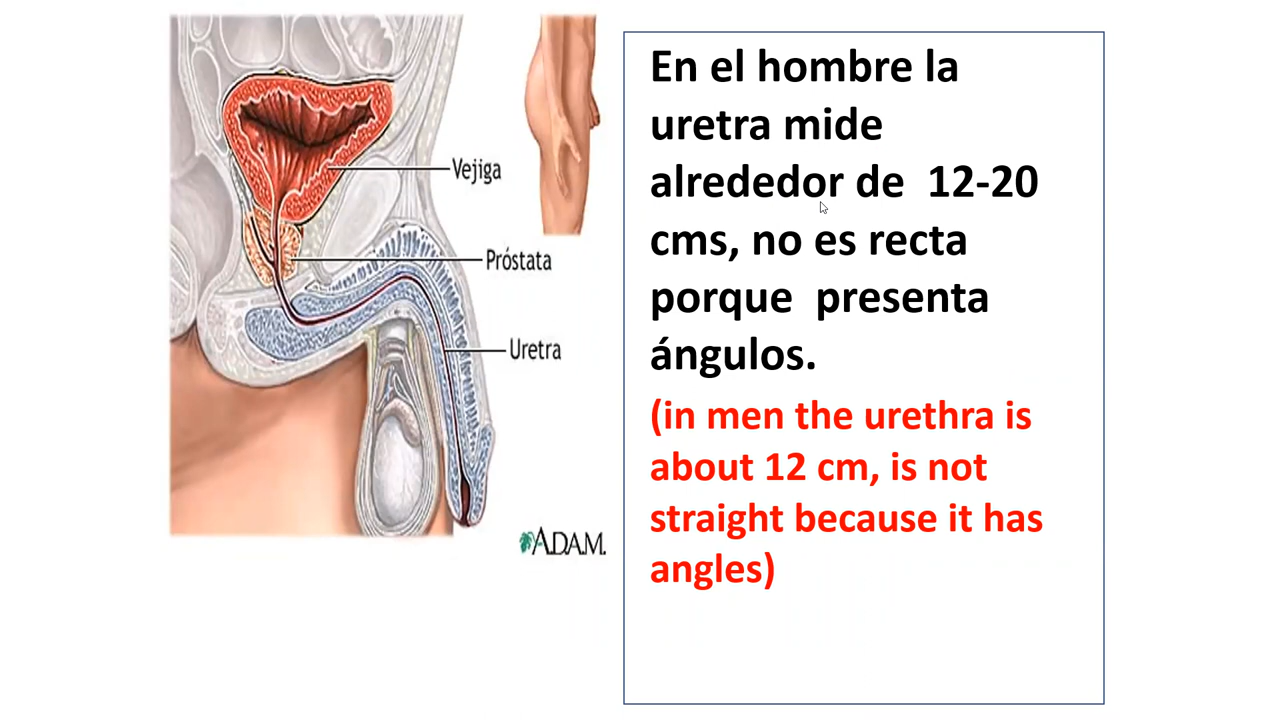 Vejiga
Próstata
Uretra
A.D.A.M.
En el hombre la
uretra mide
alrededor de 12-20
cms, no es recta
porque presenta
ángulos.
(in men the urethra is
about 12 cm, is not
straight because it has
angles)